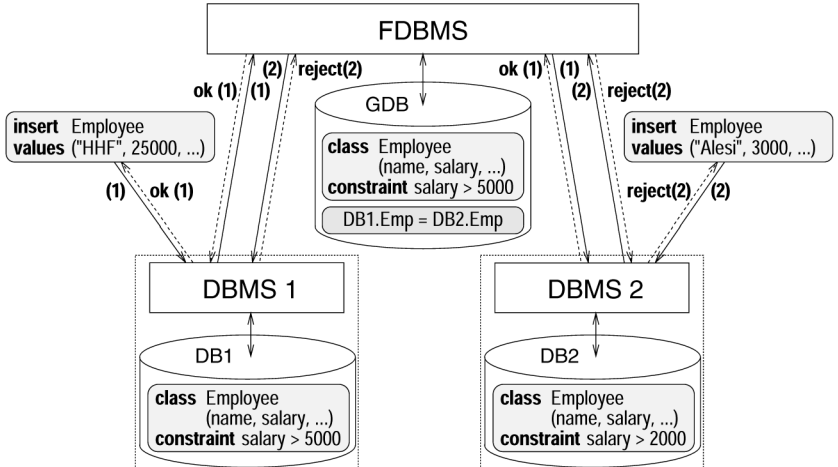 FDBMS
ok (1)
(1)
(2)
reject(2)
ok (1)
(1)
(2)
reject(2)
insert Employee
values ("HHF", 25000, ...)
(1)
ok (1)
GDB
class Employee
(name, salary, ...)
constraint salary > 5000
DB1.Emp = DB2.Emp
insert Employee
values ("Alesi", 3000, ...)
reject(2)
(2)
DBMS 1
DB1
class Employee
(name, salary, ...)
constraint salary > 5000
DBMS 2
DB2
class Employee
(name, salary, ...)
constraint salary > 2000